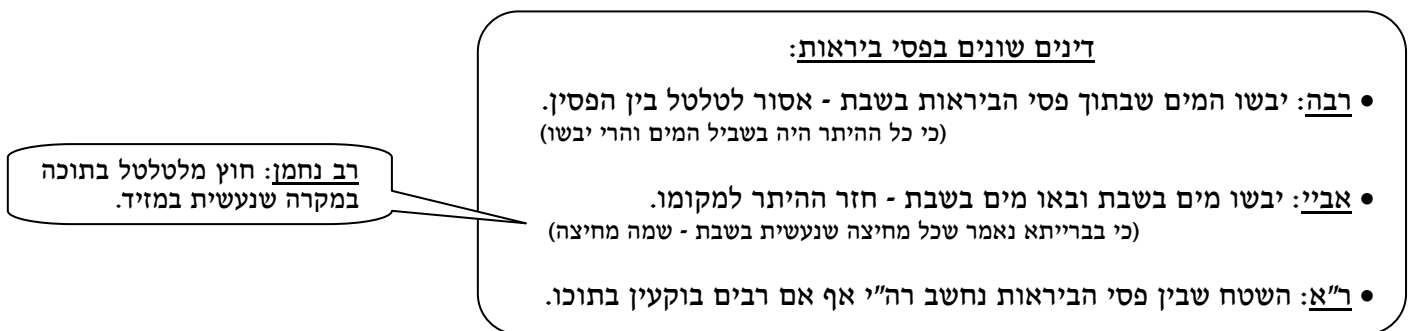 דינים שונים בפסי ביראות:
• רבה: יבשו המים שבתוך פסי הביראות בשבת - אסור לטלטל בין הפסין.
(כי כל ההיתר היה בשביל המים והרי יבשו)
• אביי: יבשו מים בשבת ובאו מים בשבת - חזר ההיתר למקומו.
(כי בברייתא נאמר שכל מחיצה שנעשית בשבת - שמה מחיצה)
• ר"א: השטח שבין פסי הביראות נחשב רה"י אף אם רבים בוקעין בתוכו.
רב נחמן: חוץ מלטלטל בתוכה
במקרה שנעשית במזיד.